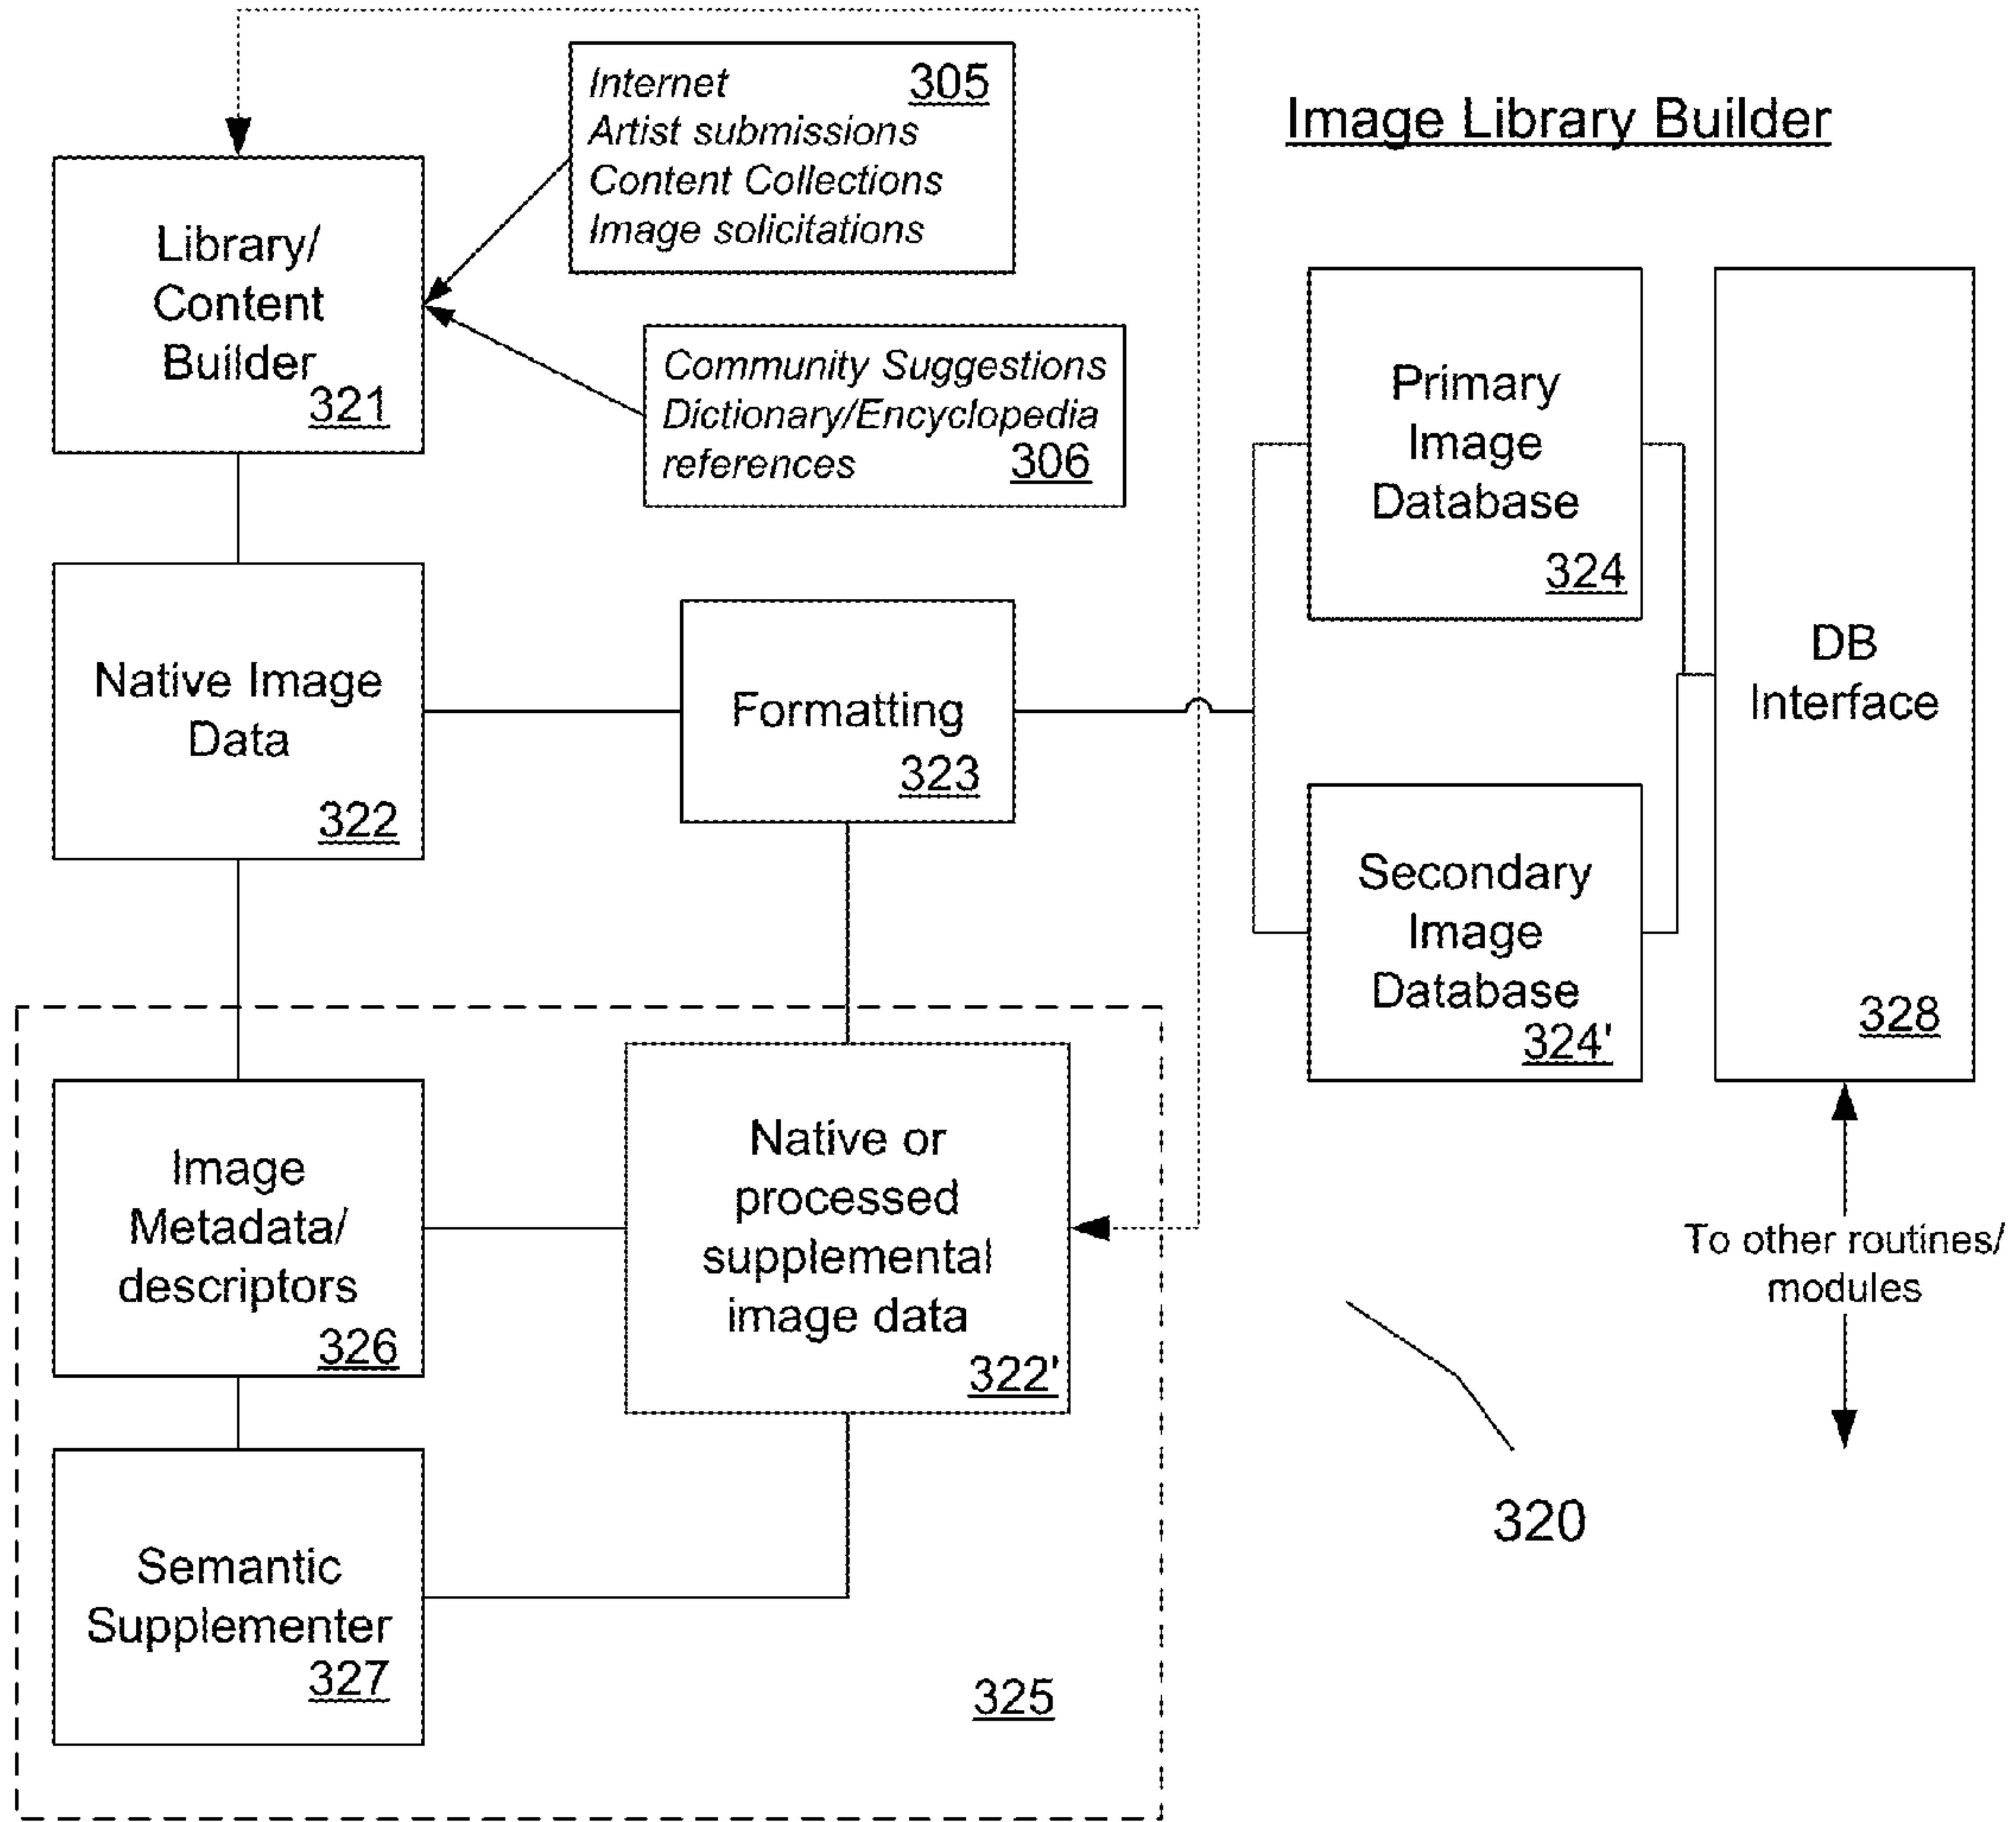 Image Library Builder
Internet
305
Artist submissions
Content Collections
Image solicitations
Library/
Content
Builder
321
Community Suggestions
Dictionary/Encyclopedia
references
306
Primary
Image
Database
324
DB
Interface
328
Native Image
Data
322
Formatting
323
Secondary
Image
Database
324'
Image
Metadata/
descriptors
326
Native or
processed
supplemental
image data
322'
To other routines/
modules
Semantic
Supplementer
327
325
320